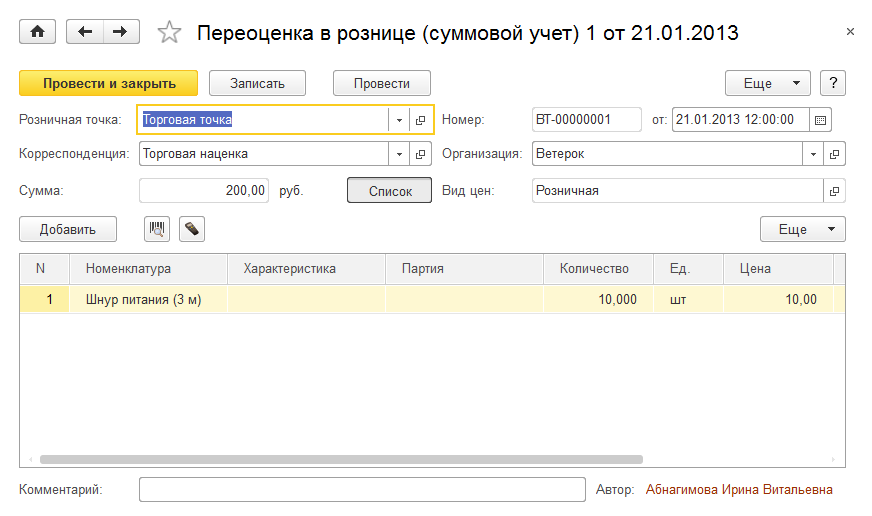 Переоценка в рознице (суммовой учет) 1 от 21.01.2013
Провести и закрыть Записать Провести Еще ?
Розничная точка: Торговая точка Номер: ВТ-00000001 от: 21.01.2013 12:00:00
Корреспонденция: Торговая наценка Организация: Ветерок
Сумма: 200,00 руб. Список Вид цен: Розничная
Добавить Еще
N Номенклатура Характеристика Партия Количество Ед. Цена
1 Шнур питания (3 м) 10,000 шт 10,00
Комментарий: Автор: Абнагимова Ирина Витальевна